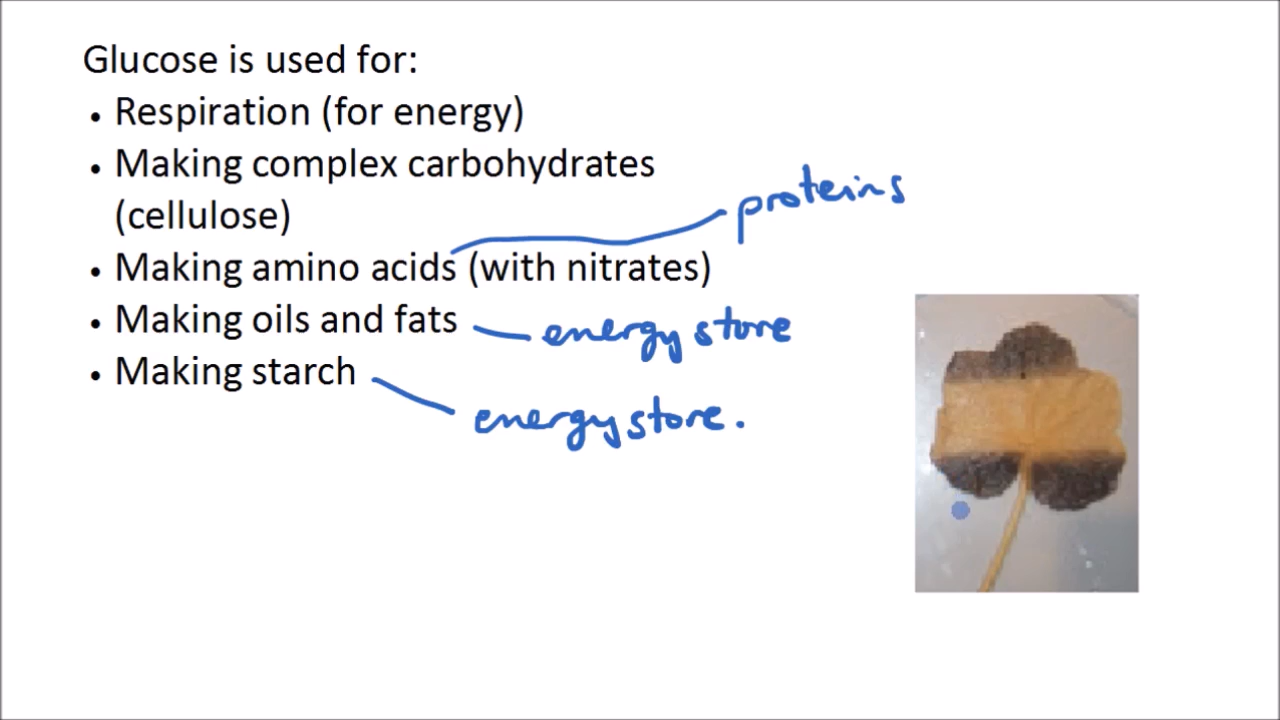 Glucose is used for:
• Respiration (for energy)
• Making complex carbohydrates
(cellulose)
proteins
• Making amino acids (with nitrates)
• Making oils and fats energy store
• Making starch
energy store.